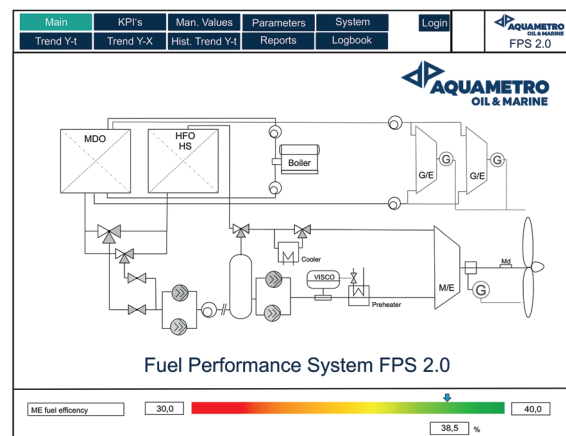 Main KPI's Man. Values Parameters System Login
Trend Y-t Trend Y-X Hist. Trend Y-t Reports Logbook
AQUAMETRO
OIL & MARINE
FPS 2.0
AQUAMETRO
OIL & MARINE
MDO
HFO
HS
Boiler
G/E
G
G/E
G
Cooler
VISCO
Preheater
M/E
Md
G
Fuel Performance System FPS 2.0
ME fuel efficency 30,0 40,0
38,5 %